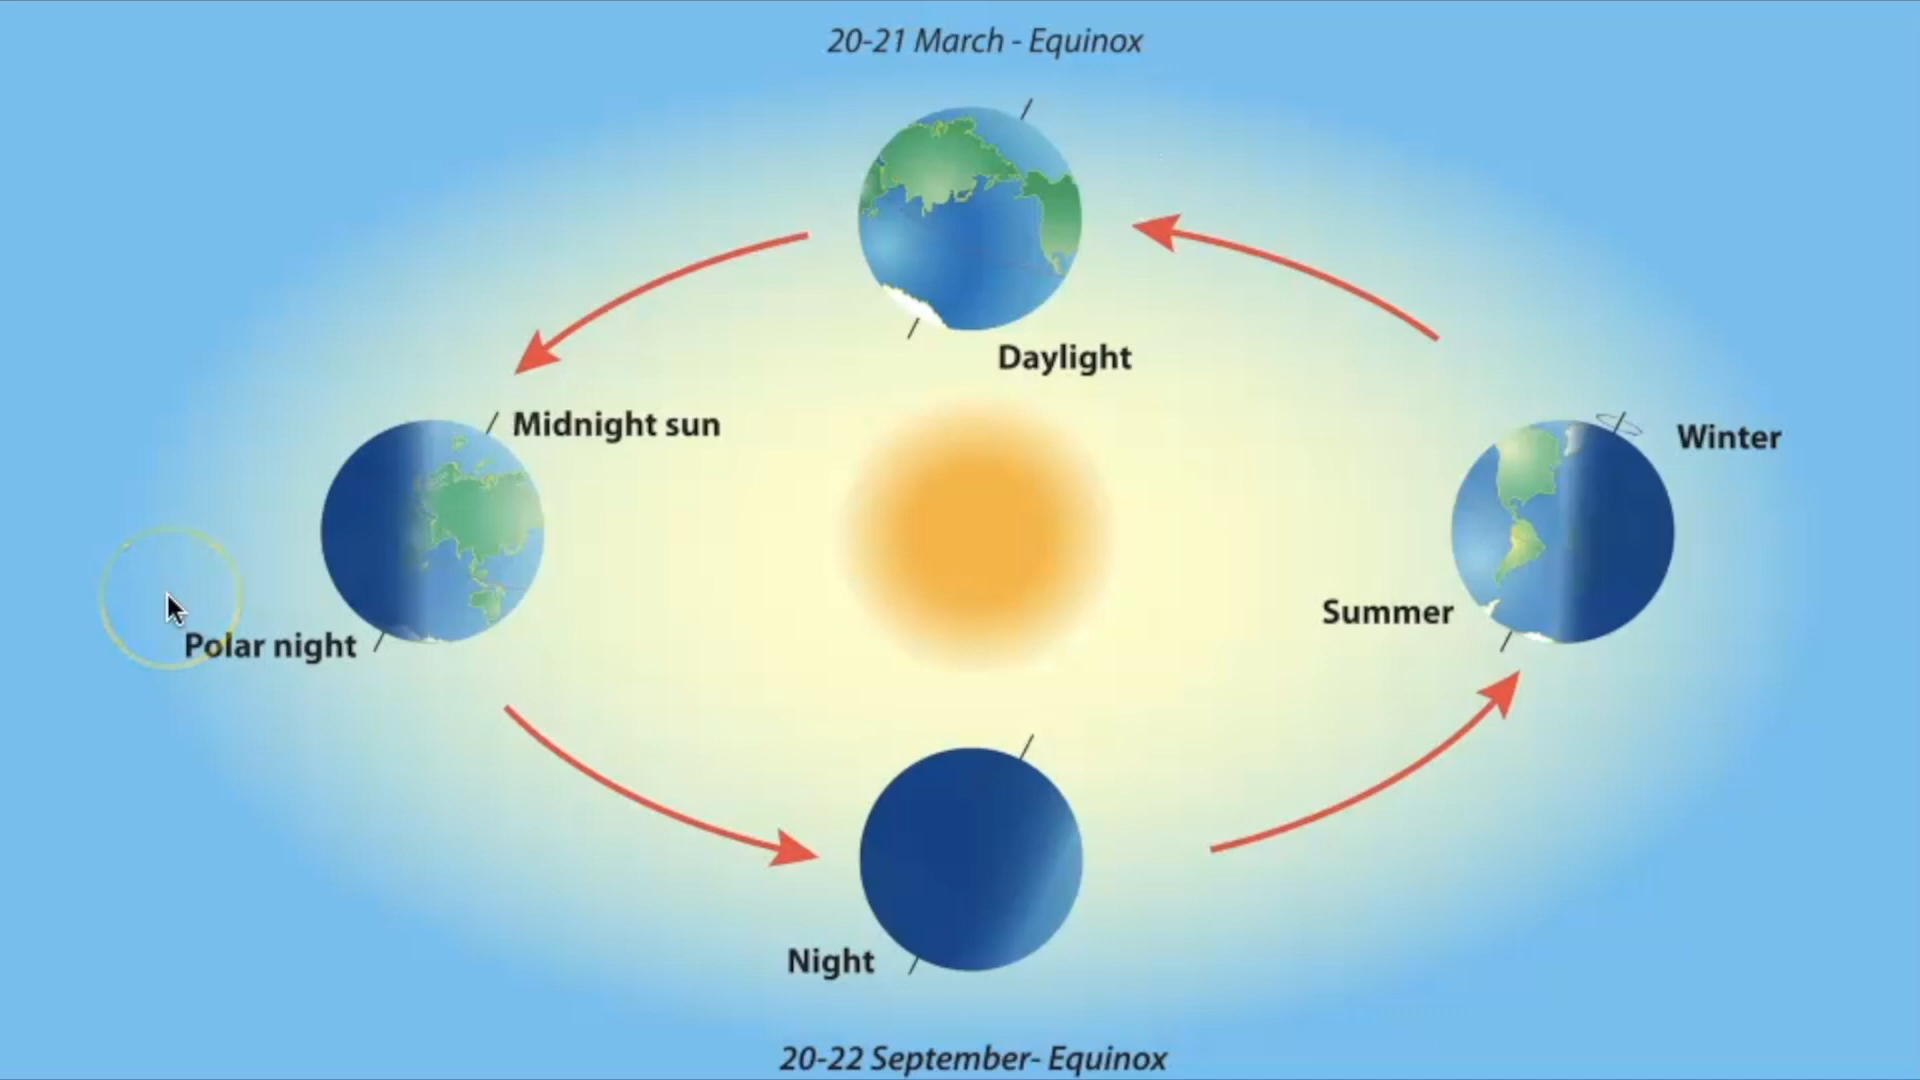 20-21 March - Equinox
Daylight
Midnight sun
Winter
Summer
Polar night
Night
20-22 September- Equinox